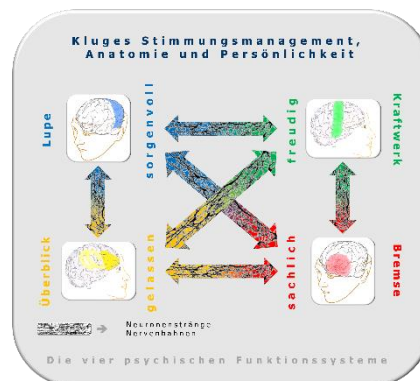 Kluges Stimmungsmanagement,
Anatomie und Persönlichkeit
Lupe
sorgenvoll
freudig
Kraftwerk
Überblick
gelassen
sachlich
Bremse
Neuronenstränge
Nervenbahnen
Die vier psychischen Funktionssysteme